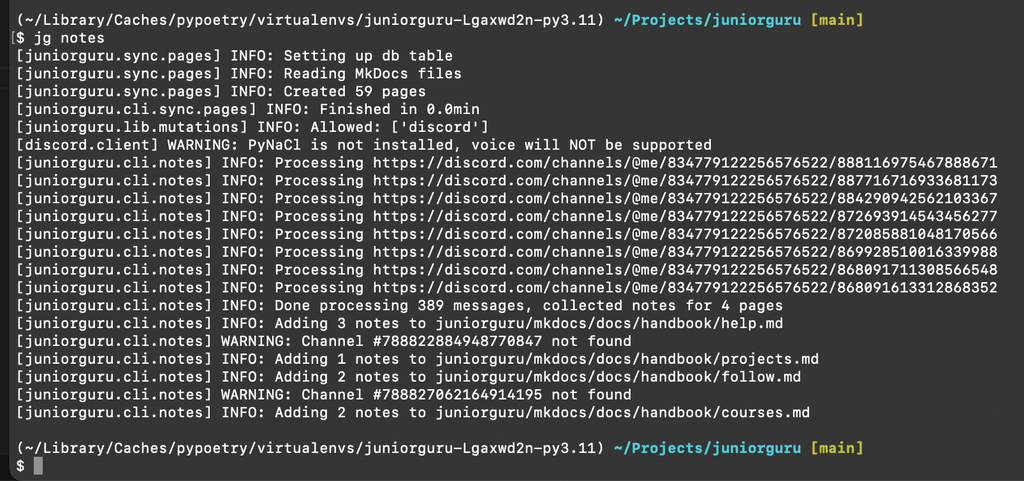 (~/Library/Caches/pypoetry/virtualenvs/juniorguru-Lgaxwd2n-py3.11) ~/Projects/juniorguru [main]
[$ jg notes
[juniorguru.sync.pages] INFO: Setting up db table
[juniorguru.sync.pages] INFO: Reading MkDocs files
[juniorguru.sync.pages] INFO: Created 59 pages
[juniorguru.cli.sync.pages] INFO: Finished in 0.0min
[juniorguru.lib.mutations] INFO: Allowed: ['discord']
[discord.client] WARNING: PyNaCl is not installed, voice will NOT be supported
[juniorguru.cli.notes] INFO: Processing https://discord.com/channels/@me/834779122256576522/888116975467888671
[juniorguru.cli.notes] INFO: Processing https://discord.com/channels/@me/834779122256576522/887716716933681173
[juniorguru.cli.notes] INFO: Processing https://discord.com/channels/@me/834779122256576522/884290942562103367
[juniorguru.cli.notes] INFO: Processing https://discord.com/channels/@me/834779122256576522/872693914543456277
[juniorguru.cli.notes] INFO: Processing https://discord.com/channels/@me/834779122256576522/872085881048170566
[juniorguru.cli.notes] INFO: Processing https://discord.com/channels/@me/834779122256576522/869928510016339988
[juniorguru.cli.notes] INFO: Processing https://discord.com/channels/@me/834779122256576522/868091711308566548
[juniorguru.cli.notes] INFO: Processing https://discord.com/channels/@me/834779122256576522/868091613312868352
[juniorguru.cli.notes] INFO: Done processing 389 messages, collected notes for 4 pages
[juniorguru.cli.notes] INFO: Adding 3 notes to juniorguru/mkdocs/docs/handbook/help.md
[juniorguru.cli.notes] WARNING: Channel #788822884948770847 not found
[juniorguru.cli.notes] INFO: Adding 1 notes to juniorguru/mkdocs/docs/handbook/projects.md
[juniorguru.cli.notes] INFO: Adding 2 notes to juniorguru/mkdocs/docs/handbook/follow.md
[juniorguru.cli.notes] WARNING: Channel #788827062164914195 not found
[juniorguru.cli.notes] INFO: Adding 2 notes to juniorguru/mkdocs/docs/handbook/courses.md
(~/Library/Caches/pypoetry/virtualenvs/juniorguru-Lgaxwd2n-py3.11) ~/Projects/juniorguru [main]
$